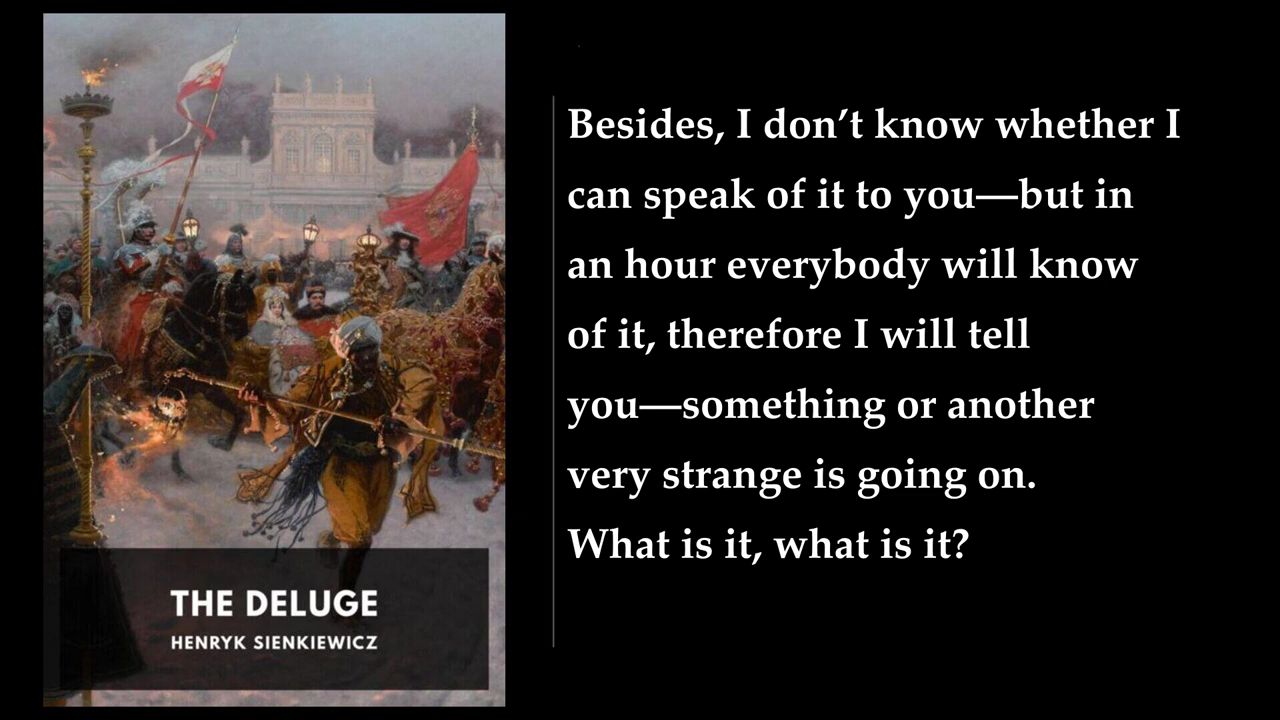 THE DELUGE
HENRYK SIENKIEWICZ
Besides, I don’t know whether I
can speak of it to you—but in
an hour everybody will know
of it, therefore I will tell
you—something or another
very strange is going on.
What is it, what is it?